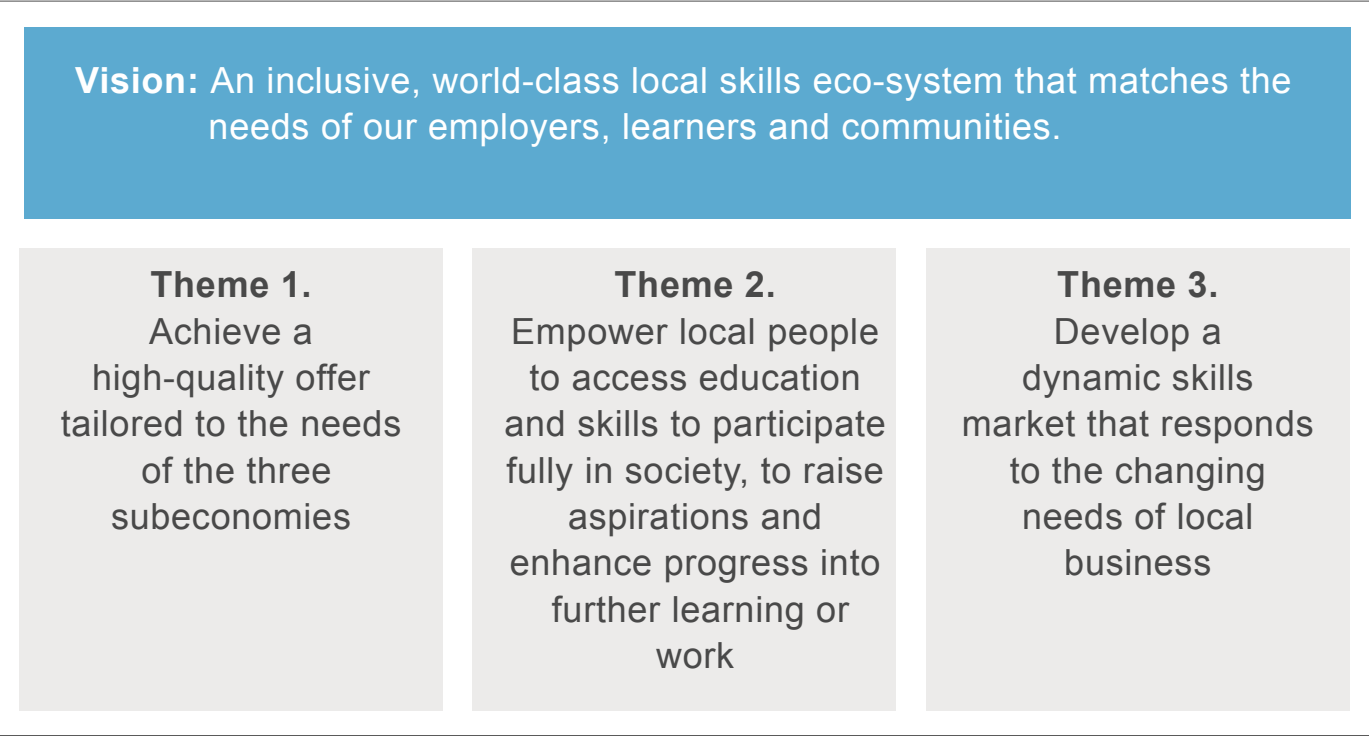 Vision: An inclusive, world-class local skills eco-system that matches the
needs of our employers, learners and communities.
Theme 1.
Achieve a
high-quality offer
tailored to the needs
of the three
subeconomies
Theme 2.
Empower local people
to access education
and skills to participate
fully in society, to raise
aspirations and
enhance progress into
further learning or
work
Theme 3.
Develop a
dynamic skills
market that responds
to the changing
needs of local
business